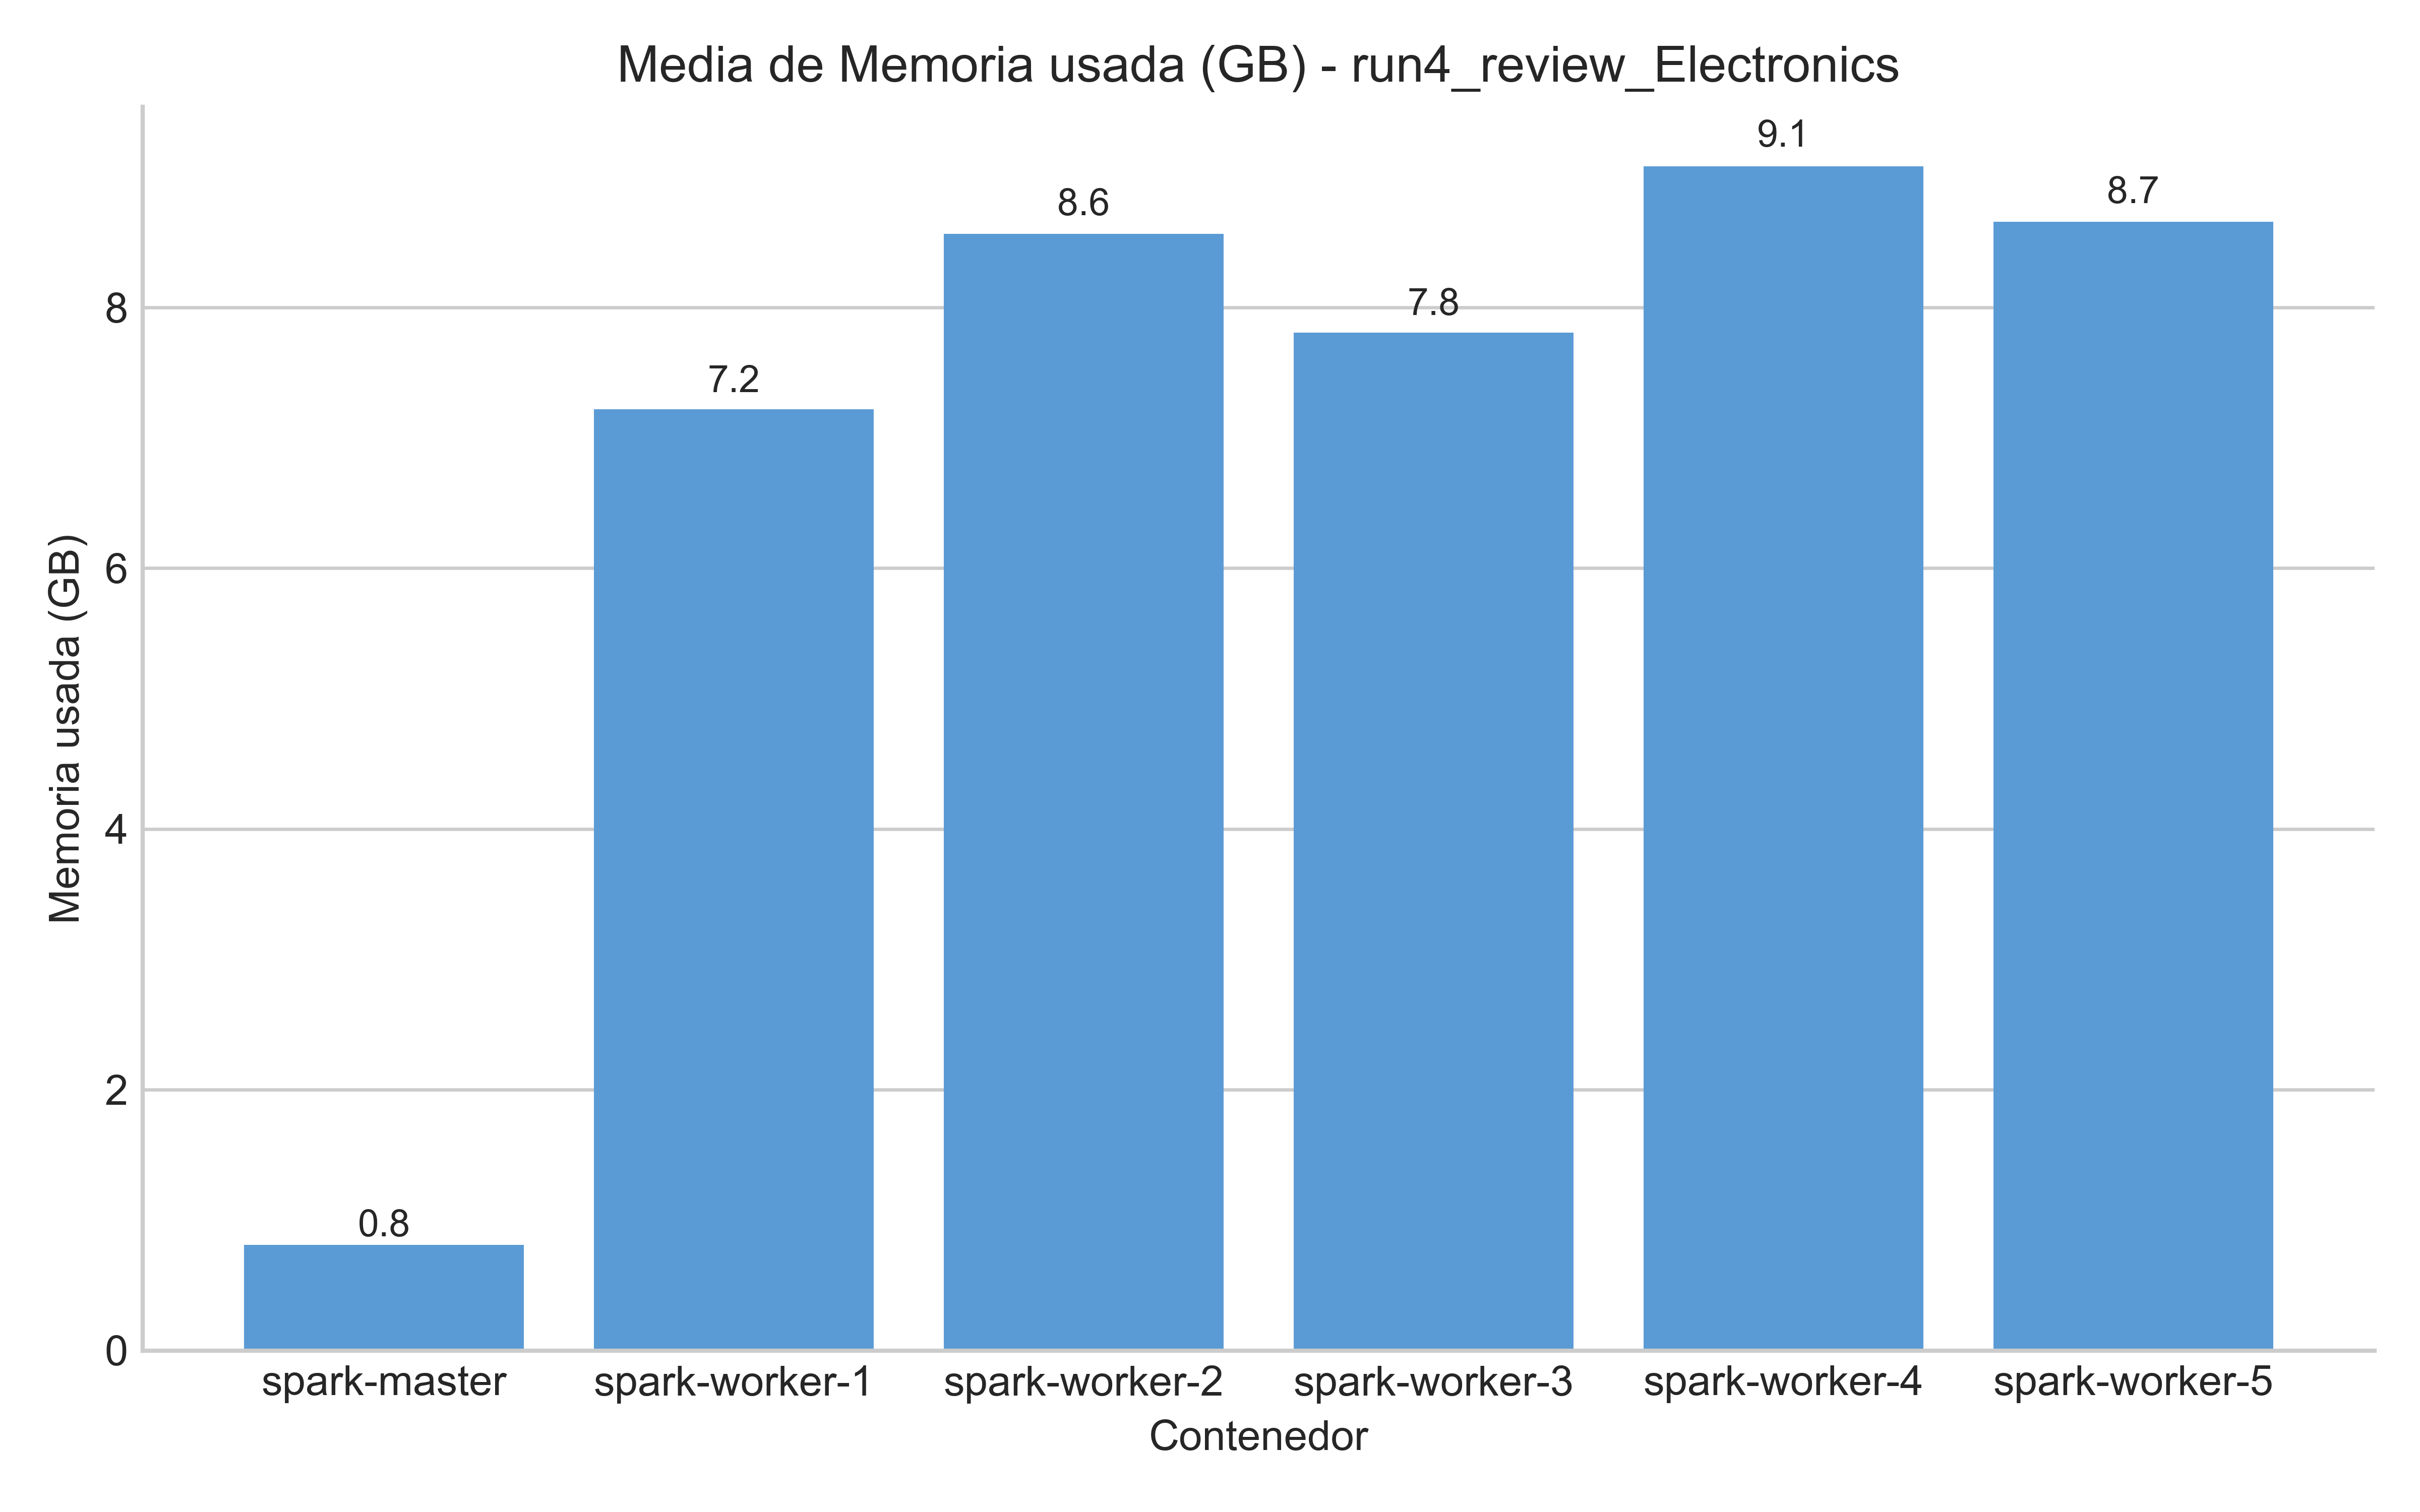 Media de Memoria usada (GB) - run4_review_Electronics
Memoria usada (GB)
8
6
4
2
0
0.8
7.2
8.6
7.8
9.1
8.7
spark-master
spark-worker-1
spark-worker-2
spark-worker-3
spark-worker-4
spark-worker-5
Contenedor